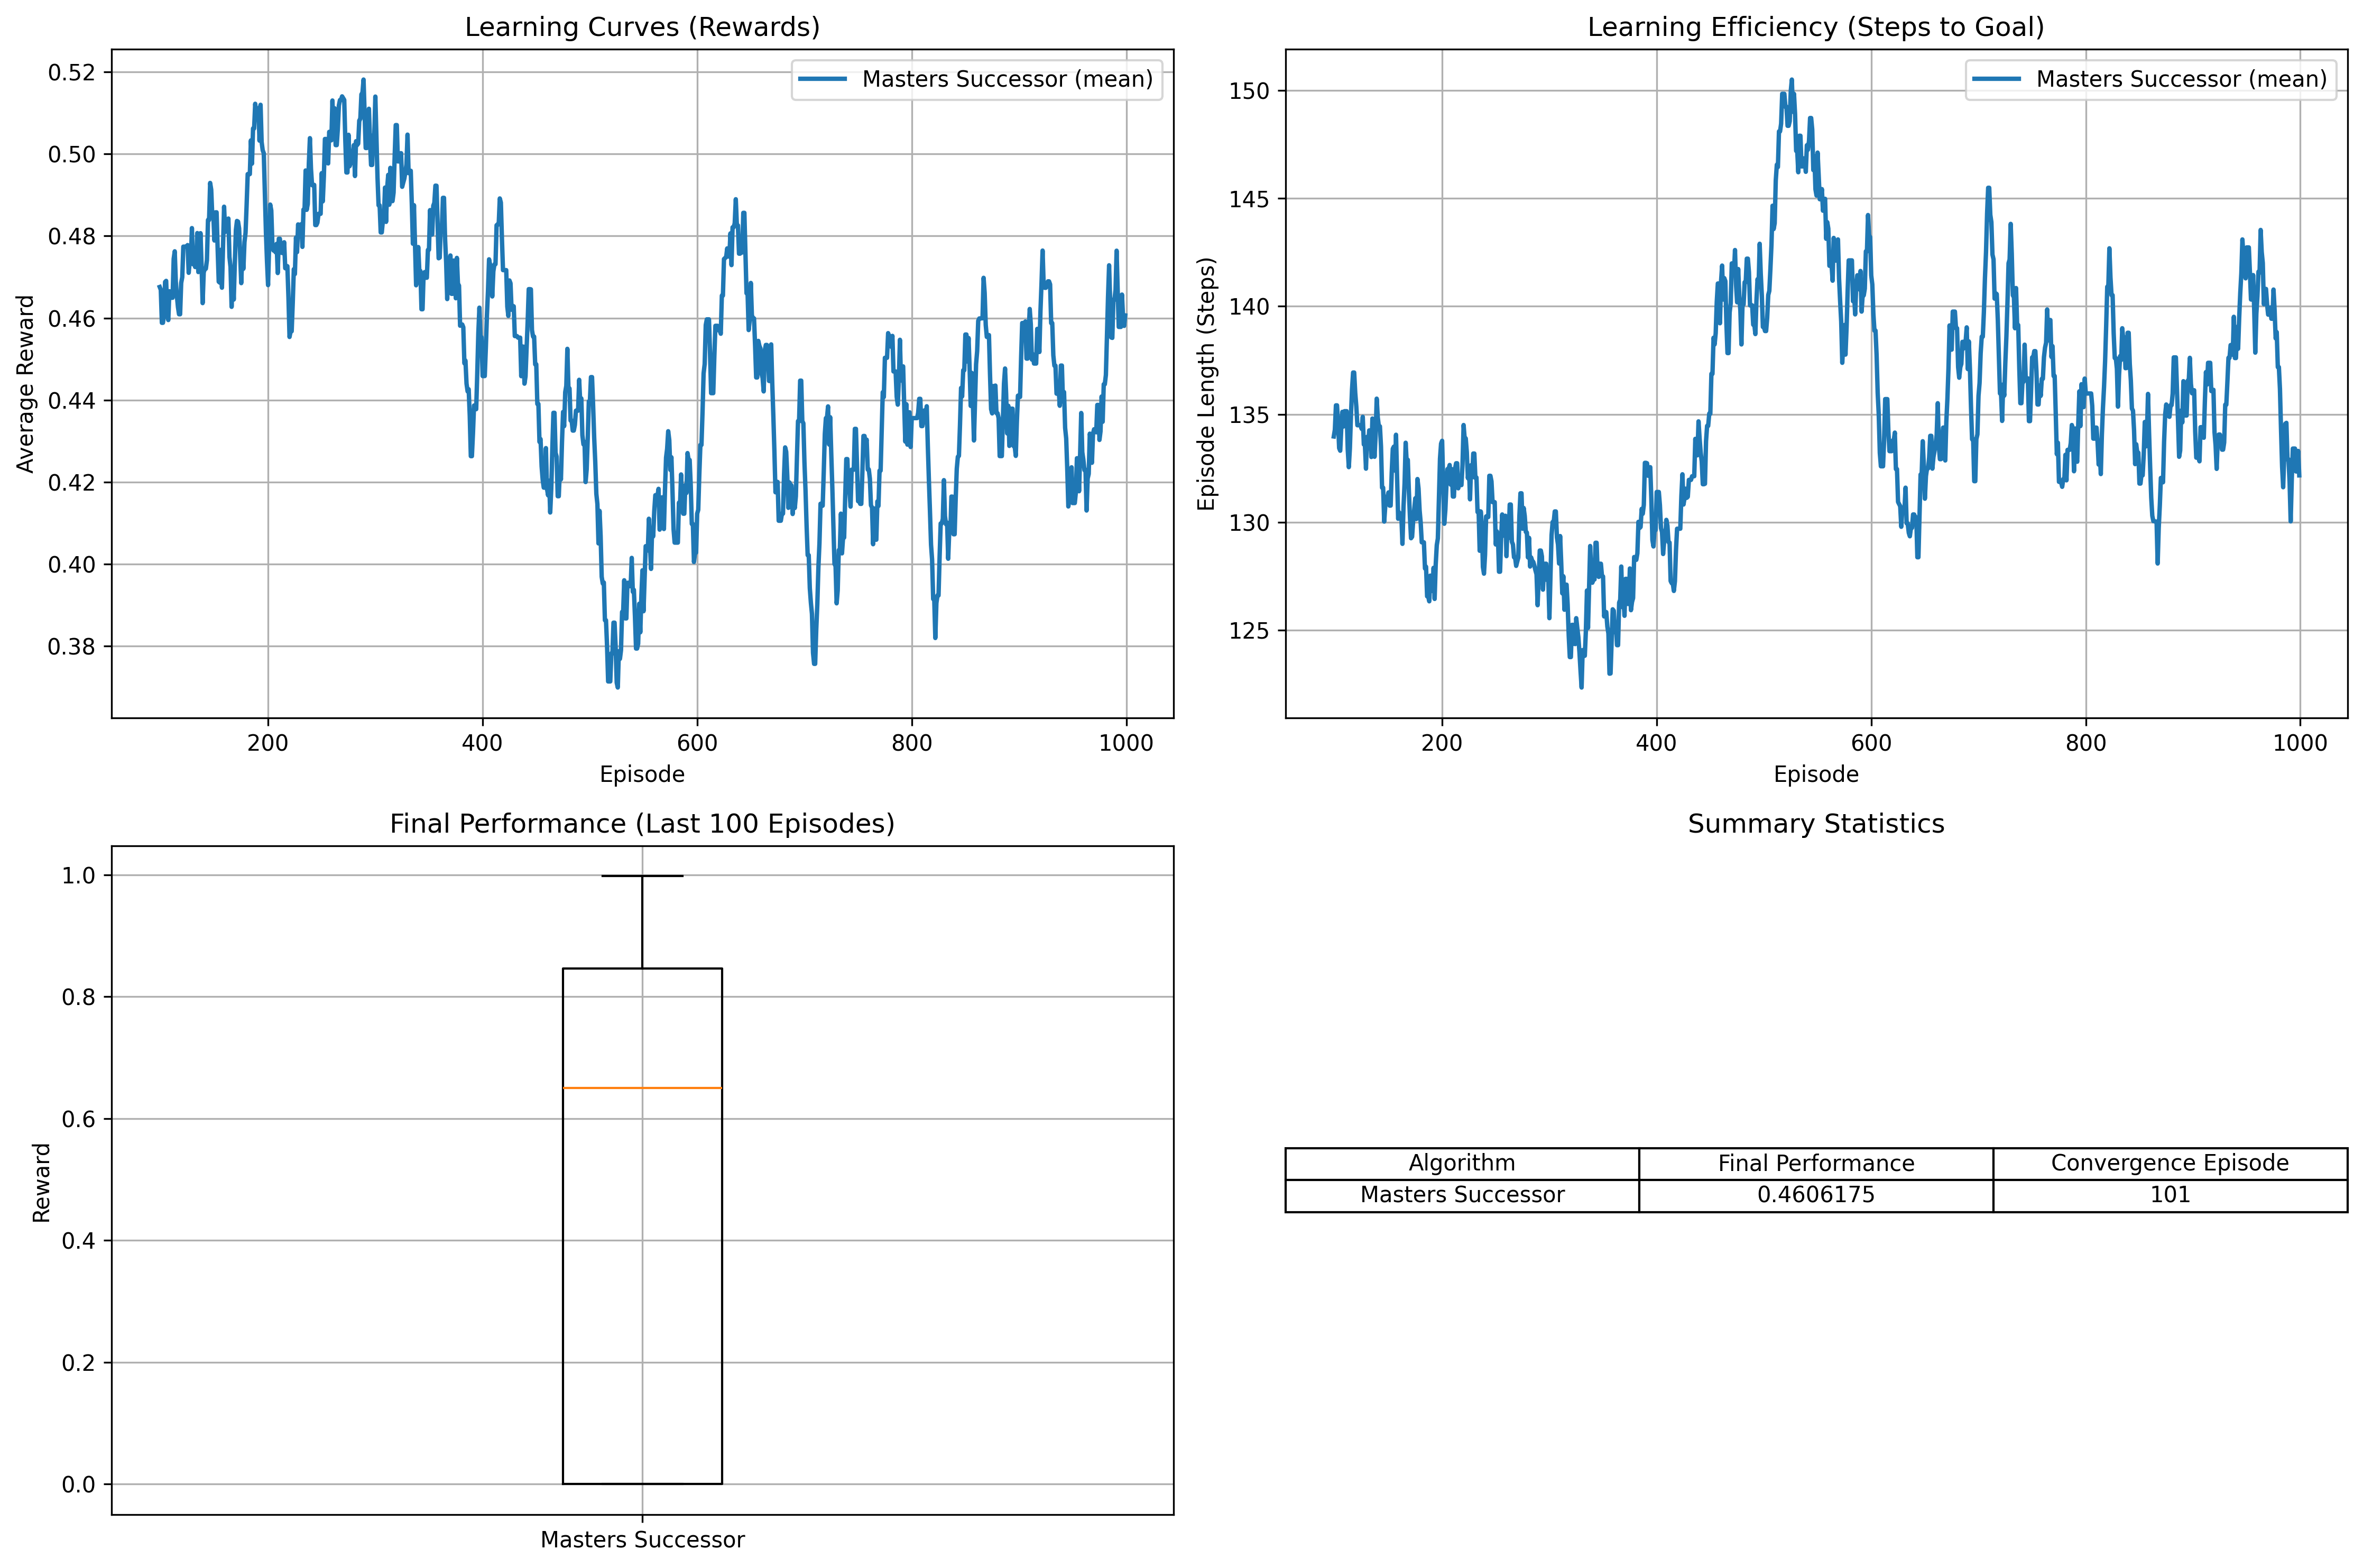 Learning Curves (Rewards)
Masters Successor (mean)
0.52
0.50
0.48
0.46
0.44
0.42
0.40
0.38
Average Reward
200 400 600 800 1000
Episode
Learning Efficiency (Steps to Goal)
Masters Successor (mean)
150
145
140
135
130
125
Episode Length (Steps)
200 400 600 800 1000
Episode
Final Performance (Last 100 Episodes)
1.0
0.8
0.6
0.4
0.2
0.0
Reward
Masters Successor
Summary Statistics
Algorithm Final Performance Convergence Episode
Masters Successor 0.4606175 101